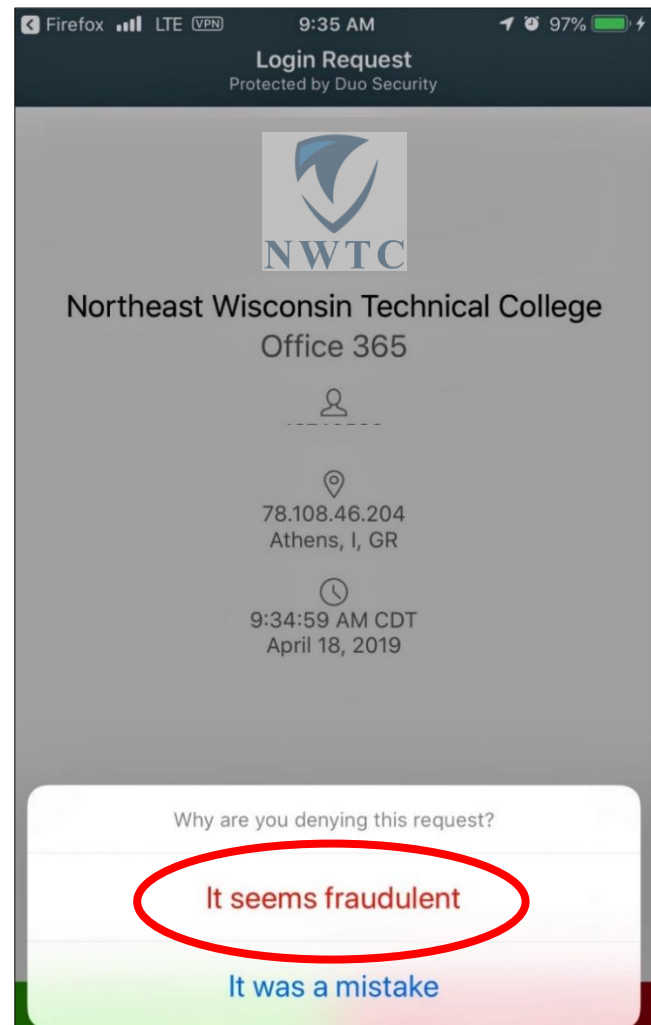 Firefox LTE VPN 9:35 AM 97%
Login Request
Protected by Duo Security
NWTC
Northeast Wisconsin Technical College
Office 365
78.108.46.204
Athens, I, GR
9:34:59 AM CDT
April 18, 2019
Why are you denying this request?
It seems fraudulent
It was a mistake